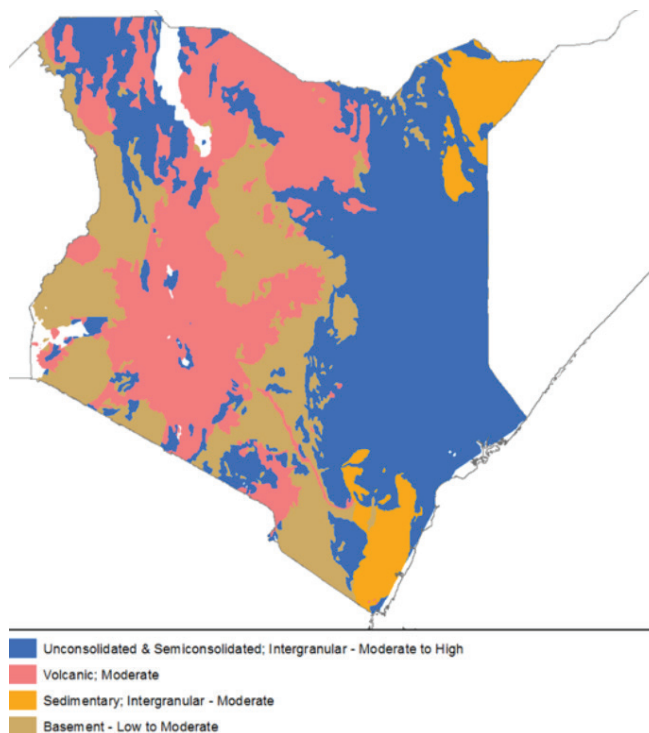 Unconsolidated & Semiconsolidated; Intergranular - Moderate to High
Volcanic; Moderate
Sedimentary; Intergranular - Moderate
Basement - Low to Moderate